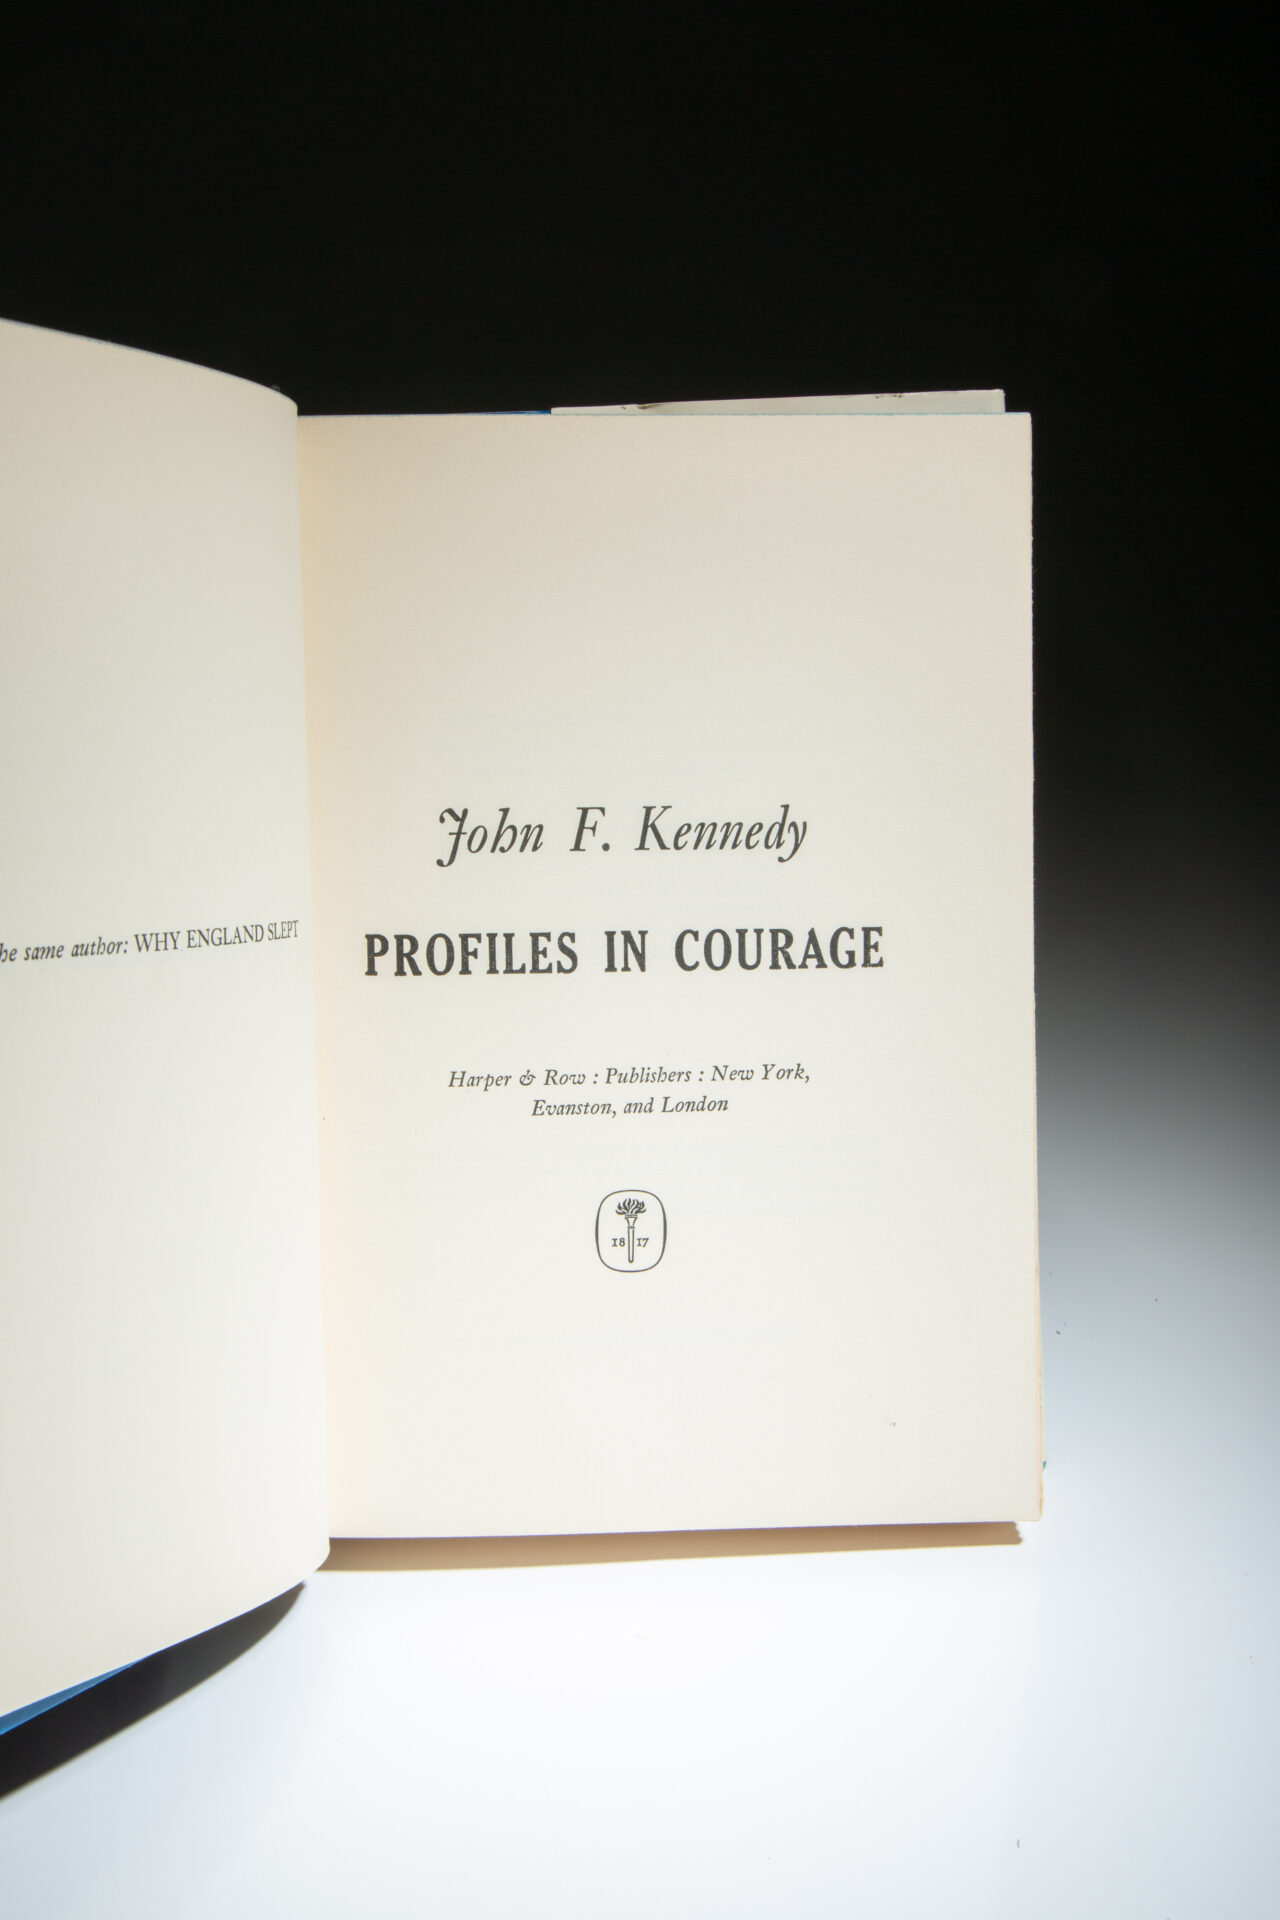 he same author: WHY ENGLAND SLEPT
John F. Kennedy
PROFILES IN COURAGE
Harper & Row : Publishers : New York,
Evanston, and London
18 17